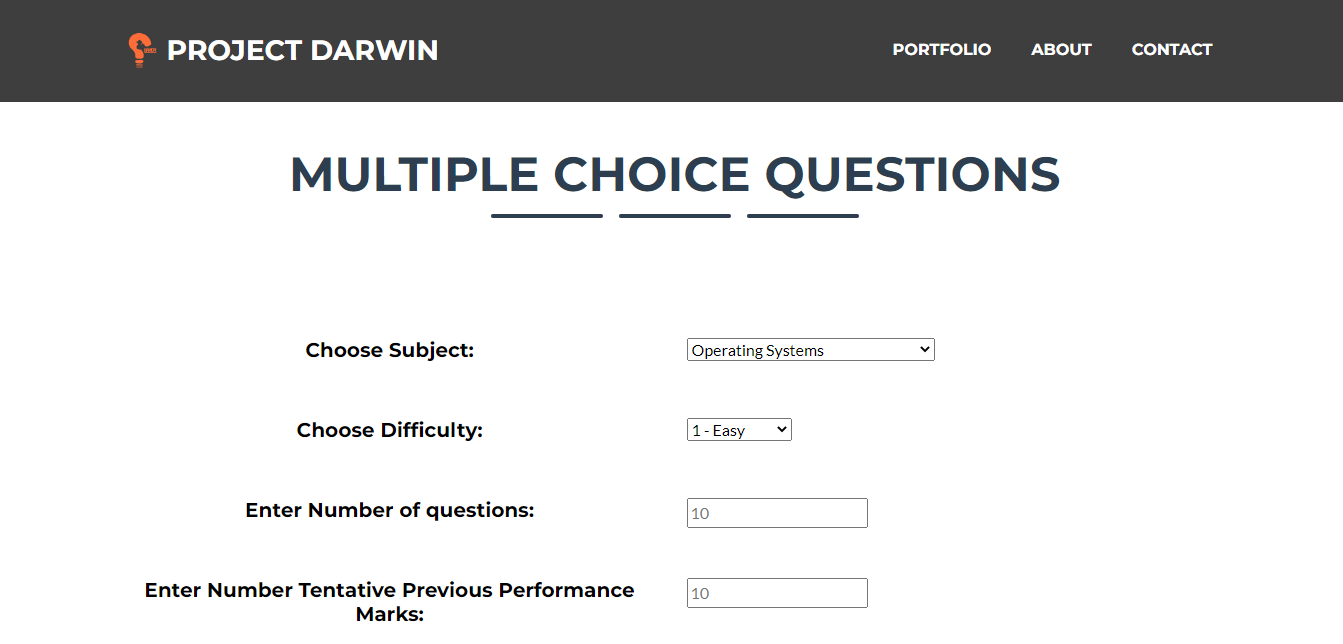 PROJECT DARWIN
PORTFOLIO ABOUT CONTACT
MULTIPLE CHOICE QUESTIONS
Choose Subject: Operating Systems
Choose Difficulty: 1 - Easy
Enter Number of questions: 10
Enter Number Tentative Previous Performance 10
Marks: